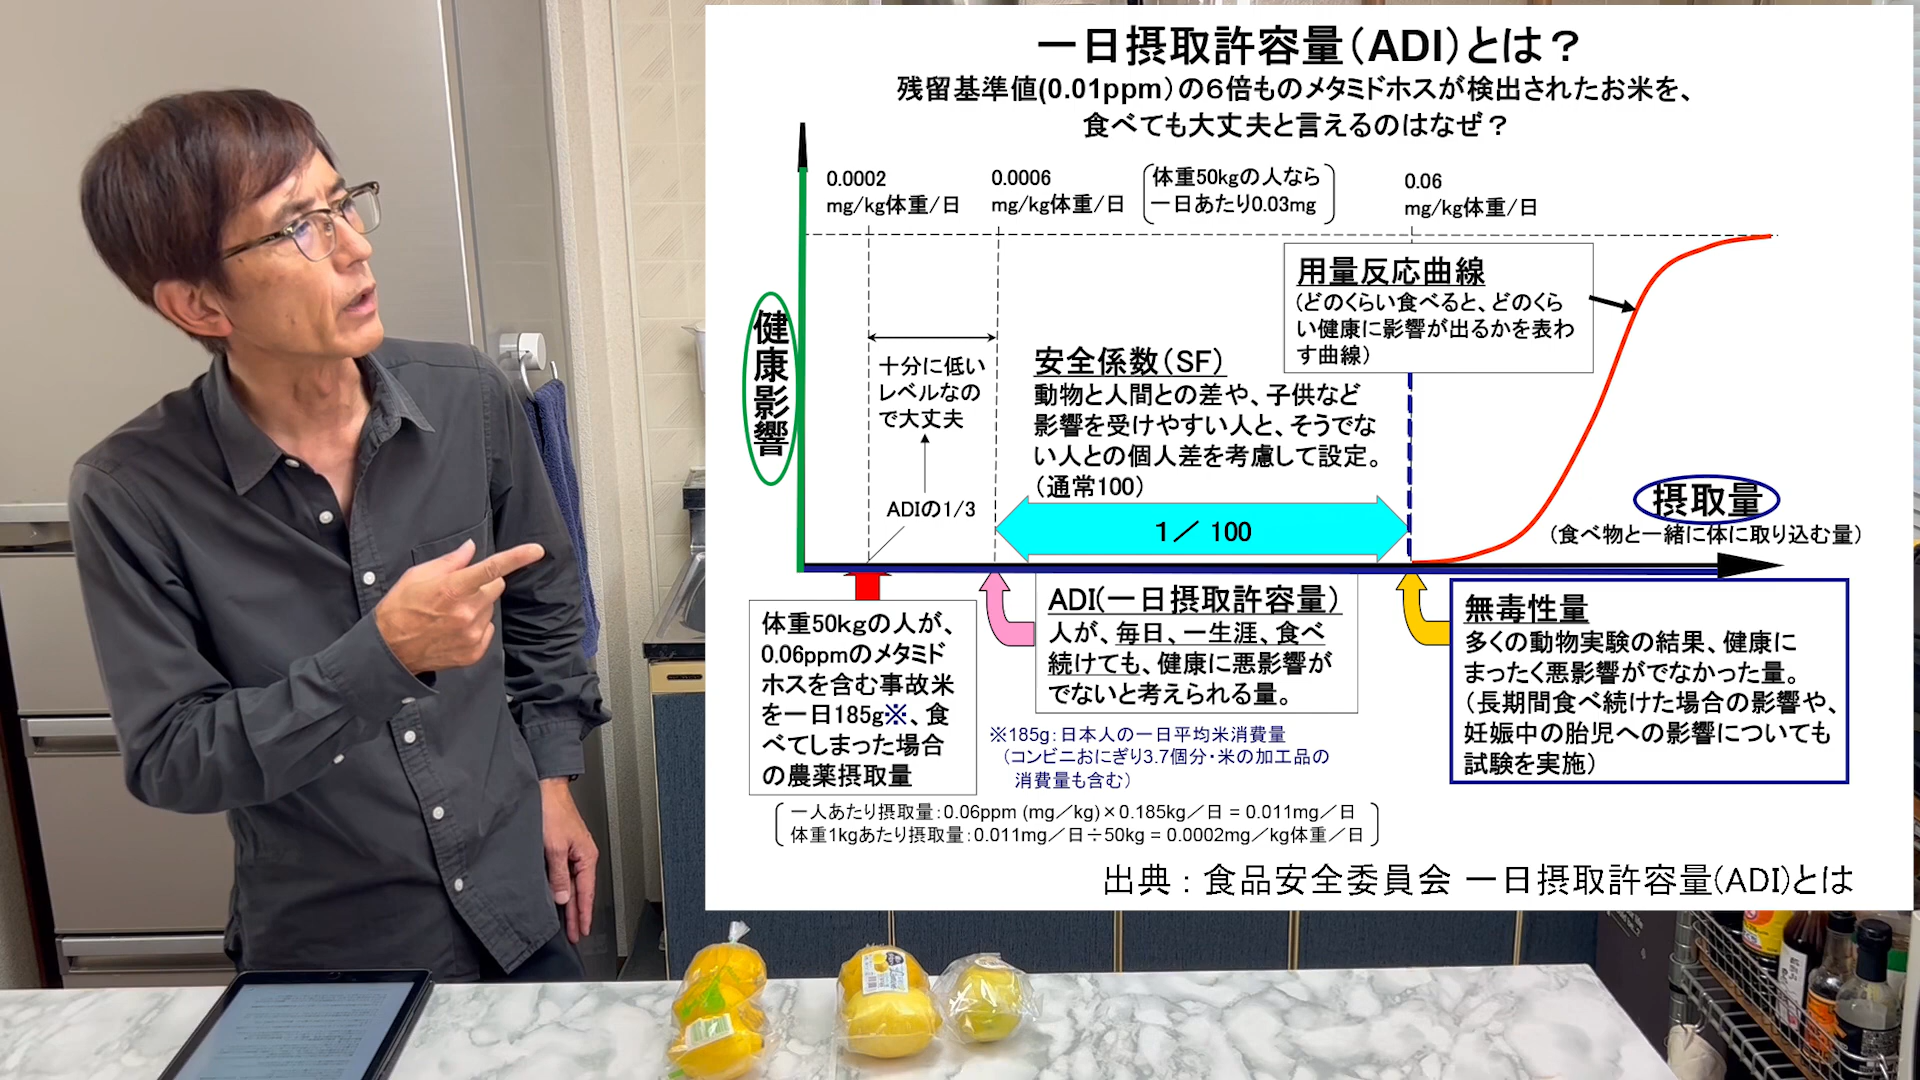 一日摂取許容量(ADI)とは？
残留基準値(0.01ppm)の６倍ものメタミドホスが検出されたお米を、
食べても大丈夫と言えるのはなぜ？
0.0002
mg/kg体重/日
0.0006
mg/kg体重/日
体重50kgの人なら
一日あたり0.03mg
0.06
mg/kg体重/日
用量反応曲線
(どのくらい食べると、どのくら
い健康に影響が出るかを表わ
す曲線)
健康影響
十分に低い
レベルなの
で大丈夫
ADIの1/3
安全係数(SF)
動物と人間との差や、子供など
影響を受けやすい人と、そうでな
い人との個人差を考慮して設定。
(通常100)
1／ 100
摂取量
(食べ物と一緒に体に取り込む量)
体重50kgの人が、
0.06ppmのメタミド
ホスを含む事故米
を一日185g※、食
べてしまった場合
の農薬摂取量
ADI(一日摂取許容量)
人が、毎日、一生涯、食べ
続けても、健康に悪影響が
でないと考えられる量。
※185g：日本人の一日平均米消費量
(コンビニおにぎり3.7個分・米の加工品の
消費量も含む)
無毒性量
多くの動物実験の結果、健康に
まったく悪影響がでなかった量。
(長期間食べ続けた場合の影響や、
妊娠中の胎児への影響についても
試験を実施)
一人あたり摂取量：0.06ppm (mg／kg)×0.185kg／日 = 0.011mg／日
体重1kgあたり摂取量：0.011mg／日÷50kg = 0.0002mg／kg体重／日
出典：食品安全委員会 一日摂取許容量(ADI)とは